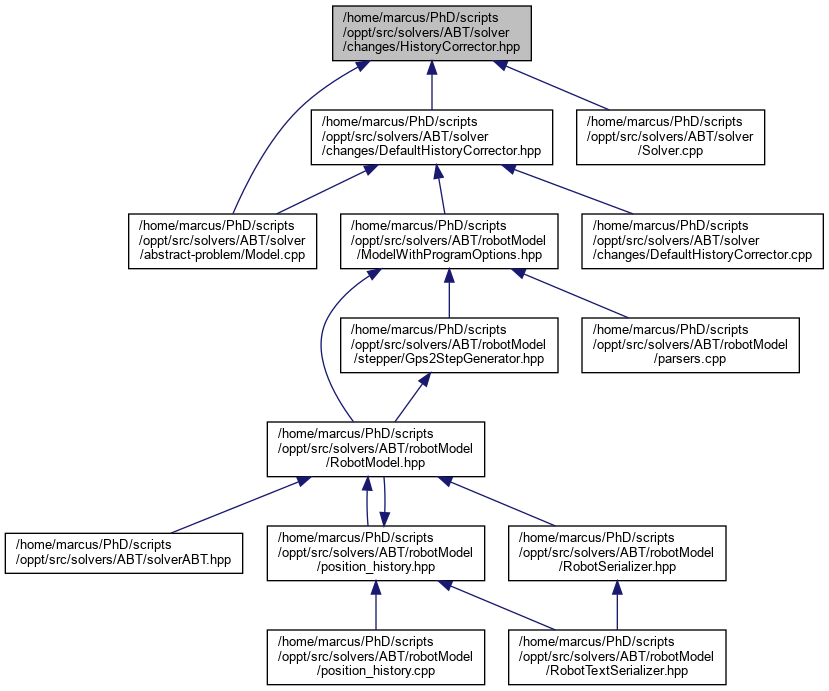 /home/marcus/PhD/scripts
/oppt/src/solvers/ABT/solver
/changes/HistoryCorrector.hpp
/home/marcus/PhD/scripts
/oppt/src/solvers/ABT/solver
/changes/DefaultHistoryCorrector.hpp
/home/marcus/PhD/scripts
/oppt/src/solvers/ABT/solver
/Solver.cpp
/home/marcus/PhD/scripts
/oppt/src/solvers/ABT/solver
/abstract-problem/Model.cpp
/home/marcus/PhD/scripts
/oppt/src/solvers/ABT/robotModel
/ModelWithProgramOptions.hpp
/home/marcus/PhD/scripts
/oppt/src/solvers/ABT/solver
/changes/DefaultHistoryCorrector.cpp
/home/marcus/PhD/scripts
/oppt/src/solvers/ABT/robotModel
/stepper/Gps2StepGenerator.hpp
/home/marcus/PhD/scripts
/oppt/src/solvers/ABT/robotModel
/parsers.cpp
/home/marcus/PhD/scripts
/oppt/src/solvers/ABT/robotModel
/RobotModel.hpp
/home/marcus/PhD/scripts
/oppt/src/solvers/ABT/solverABT.hpp
/home/marcus/PhD/scripts
/oppt/src/solvers/ABT/robotModel
/position_history.hpp
/home/marcus/PhD/scripts
/oppt/src/solvers/ABT/robotModel
/RobotSerializer.hpp
/home/marcus/PhD/scripts
/oppt/src/solvers/ABT/robotModel
/position_history.cpp
/home/marcus/PhD/scripts
/oppt/src/solvers/ABT/robotModel
/RobotTextSerializer.hpp